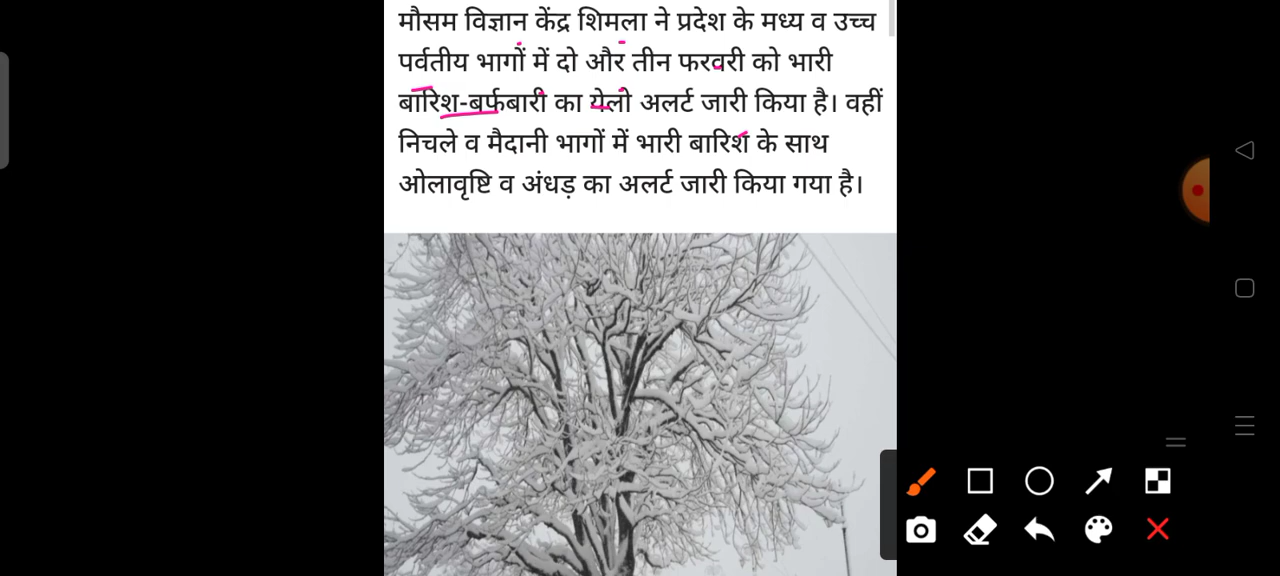 मौसम विज्ञान केंद्र शिमला ने प्रदेश के मध्य व उच्च
पर्वतीय भागों में दो और तीन फरवरी को भारी
बारिश-बर्फबारी का येलो अलर्ट जारी किया है। वहीं
निचले व मैदानी भागों में भारी बारिश के साथ
ओलावृष्टि व अंधड़ का अलर्ट जारी किया गया है।